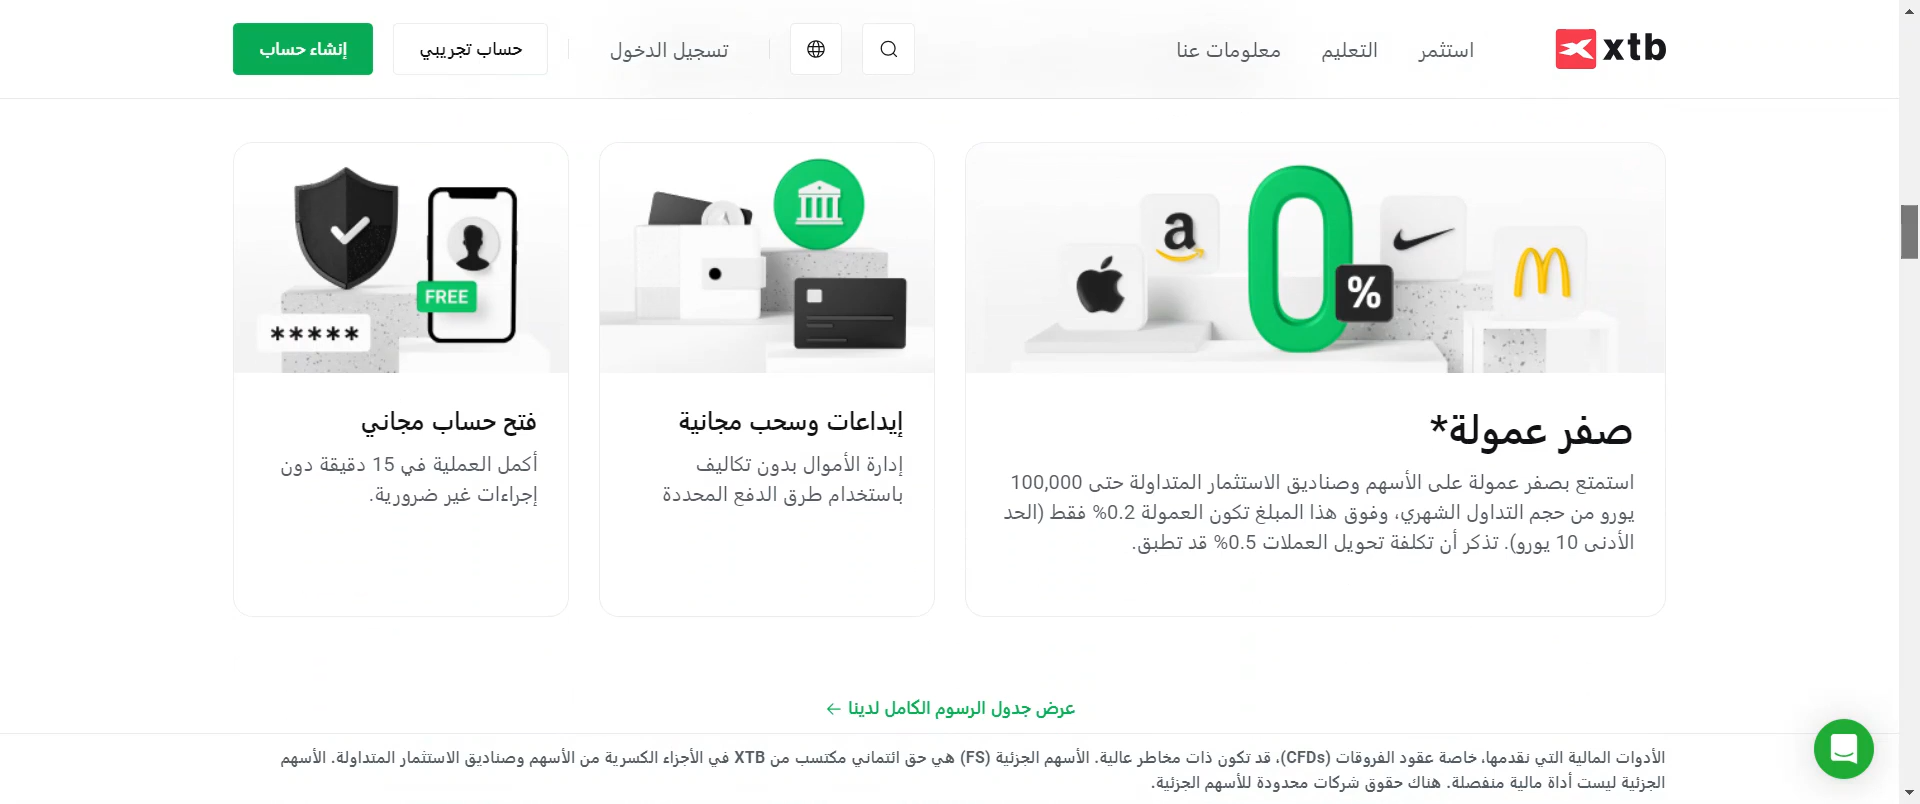 xtb
استثمر
التعليم
معلومات عنا
تسجيل الدخول
حساب تجريبي
إنشاء حساب
a
0
%
صفر عمولة*
استمتع بصفر عمولة على الأسهم وصناديق الاستثمار المتداولة حتى 100,000
يورو من حجم التداول الشهري، وفوق هذا المبلغ تكون العمولة 0.2% فقط (الحد
الأدنى 10 يورو). تذكر أن تكلفة تحويل العملات 0.5% قد تطبق.
إيداعات وسحب مجانية
إدارة الأموال بدون تكاليف
باستخدام طرق الدفع المحددة
FREE
*****
فتح حساب مجاني
أكمل العملية في 15 دقيقة دون
إجراءات غير ضرورية.
عرض جدول الرسوم الكامل لدينا ←
الأدوات المالية التي نقدمها، خاصة عقود الفروقات (CFDs)، قد تكون ذات مخاطر عالية. الأسهم الجزئية (FS) هي حق ائتماني مكتسب من XTB في الأجزاء الكسرية من الأسهم وصناديق الاستثمار المتداولة. الأسهم
الجزئية ليست أداة مالية منفصلة. هناك حقوق شركات محدودة للأسهم الجزئية.